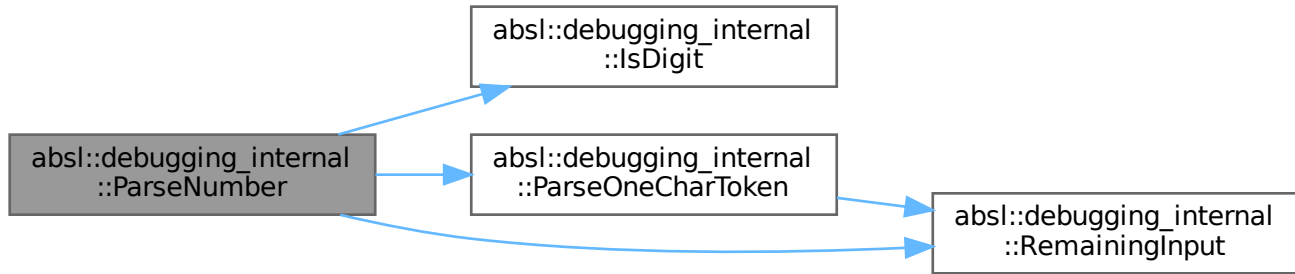 absl::debugging_internal
::IsDigit
absl::debugging_internal
::ParseNumber
absl::debugging_internal
::ParseOneCharToken
absl::debugging_internal
::RemainingInput